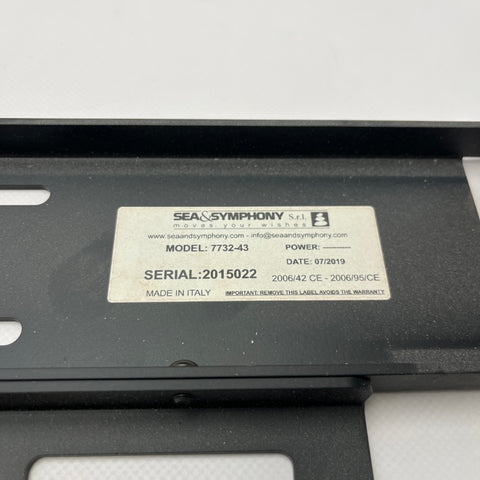 SEA&SYMPHONY S.r.l.
moves your wishes
www.seaandsymphony.com - info@seaandsymphony.com
MODEL: 7732-43 POWER: ----------
DATE: 07/2019
SERIAL:2015022 2006/42 CE - 2006/95/CE
MADE IN ITALY IMPORTANT: REMOVE THIS LABEL AVOIDS THE WARRANTY